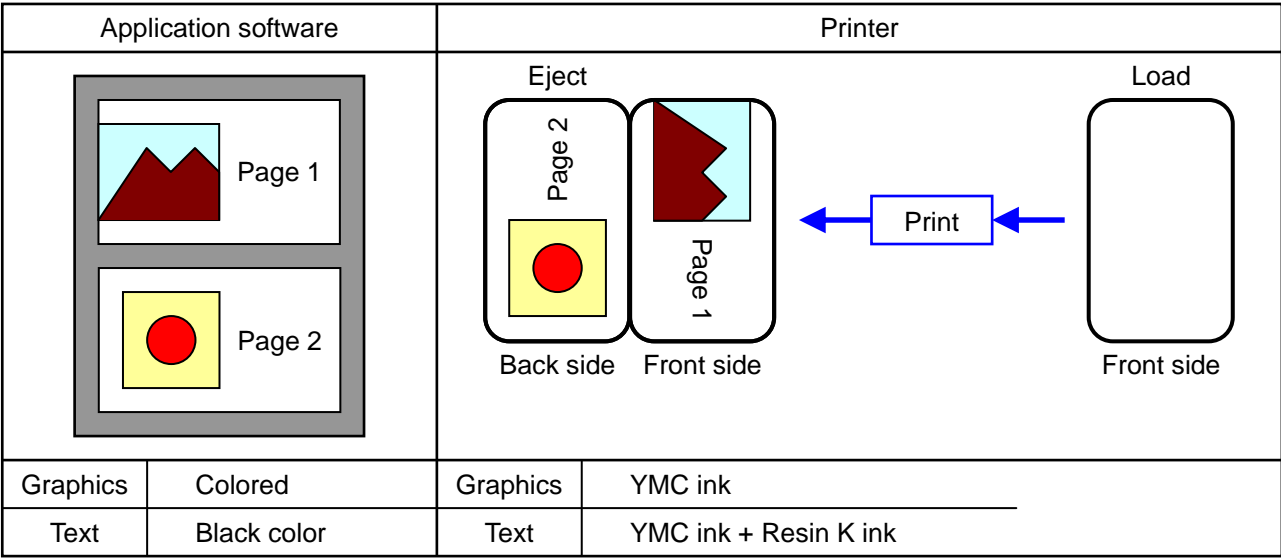 Application software
Printer
Page 1
Page 2
Eject
Load
Page 2
Page 1
Print
Back side
Front side
Front side
Graphics
Colored
Graphics
YMC ink
Text
Black color
Text
YMC ink + Resin K ink